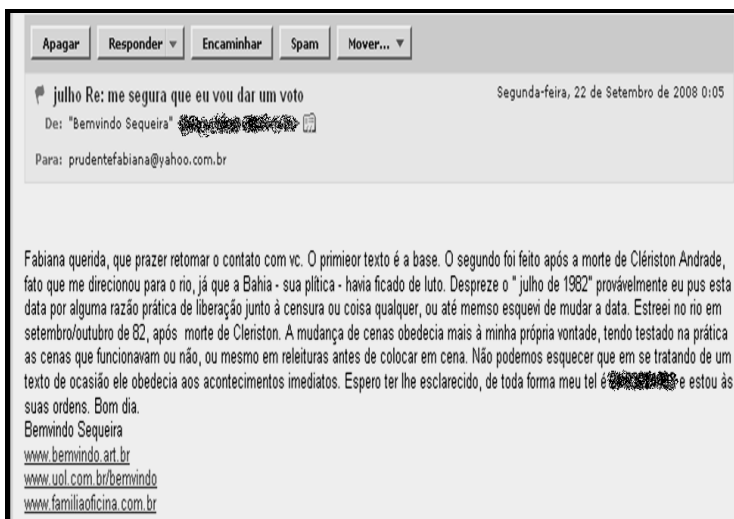 Apagar Responder Encaminhar Spam Mover...
julho Re: me segura que eu vou dar um voto Segunda-feira, 22 de Setembro de 2008 0:05
De: "Bemvindo Sequeira"
Para: prudentefabiana@yahoo.com.br
Fabiana querida, que prazer retomar o contato com vc. O primieor texto é a base. O segundo foi feito após a morte de Clériston Andrade,
fato que me direcionou para o rio, já que a Bahia - sua plítica - havia ficado de luto. Despreze o " julho de 1982" provávelmente eu pus esta
data por alguma razão prática de liberação junto à censura ou coisa qualquer, ou até memso esquevi de mudar a data. Estreei no rio em
setembro/outubro de 82, após morte de Cleriston. A mudança de cenas obedecia mais à minha própria vontade, tendo testado na prática
as cenas que funcionavam ou não, ou mesmo em releituras antes de colocar em cena. Não podemos esquecer que em se tratando de um
texto de ocasião ele obedecia aos acontecimentos imediatos. Espero ter lhe esclarecido, de toda forma meu tel é e estou às
suas ordens. Bom dia.
Bemvindo Sequeira
www.bemvindo.art.br
www.uol.com.br/bemvindo
www.familiaoficina.com.br